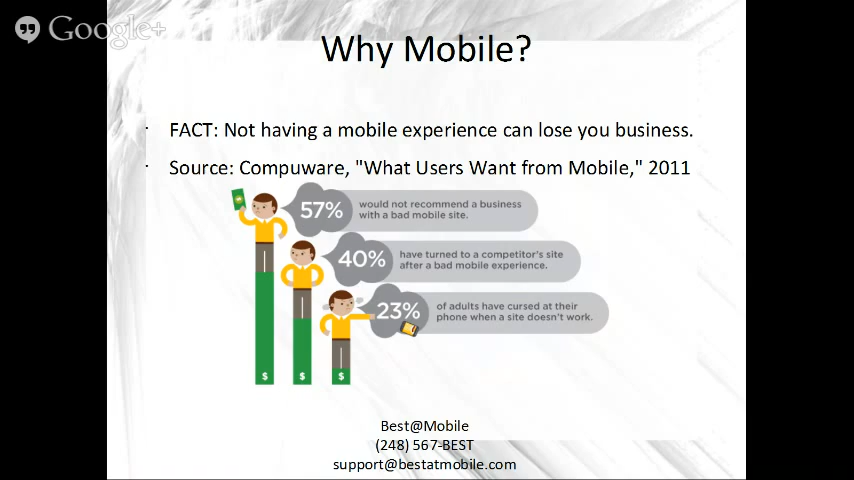 Google+
Why Mobile?
FACT: Not having a mobile experience can lose you business.
Source: Compuware, "What Users Want from Mobile," 2011
57%
would not recommend a business
with a bad mobile site.
40%
have turned to a competitor's site
after a bad mobile experience.
23%
of adults have cursed at their
phone when a site doesn't work.
$ $ $
Best@Mobile
(248) 567-BEST
support@bestatmobile.com